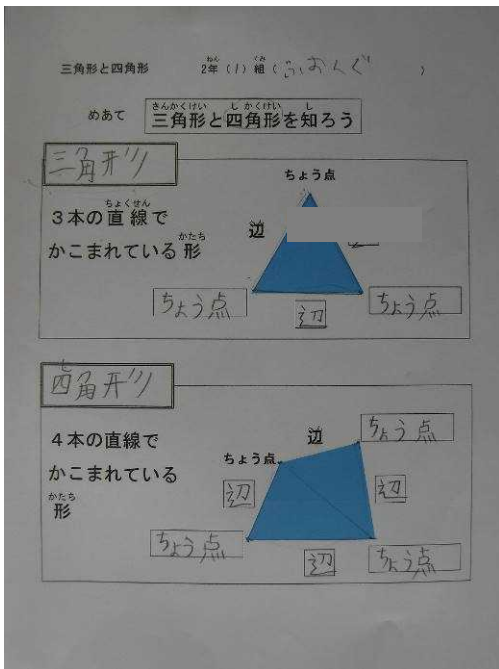 三角形と四角形 2年(1)組(ふおんぐ )
めあて 三角形と四角形を知ろう
三角形
ちょう点
3本の直線で
かこまれている形
辺
ちょう点
辺
ちょう点
四角形
4本の直線で
かこまれている
形
辺
ちょう点
ちょう点
辺
辺
ちょう点
辺
ちょう点